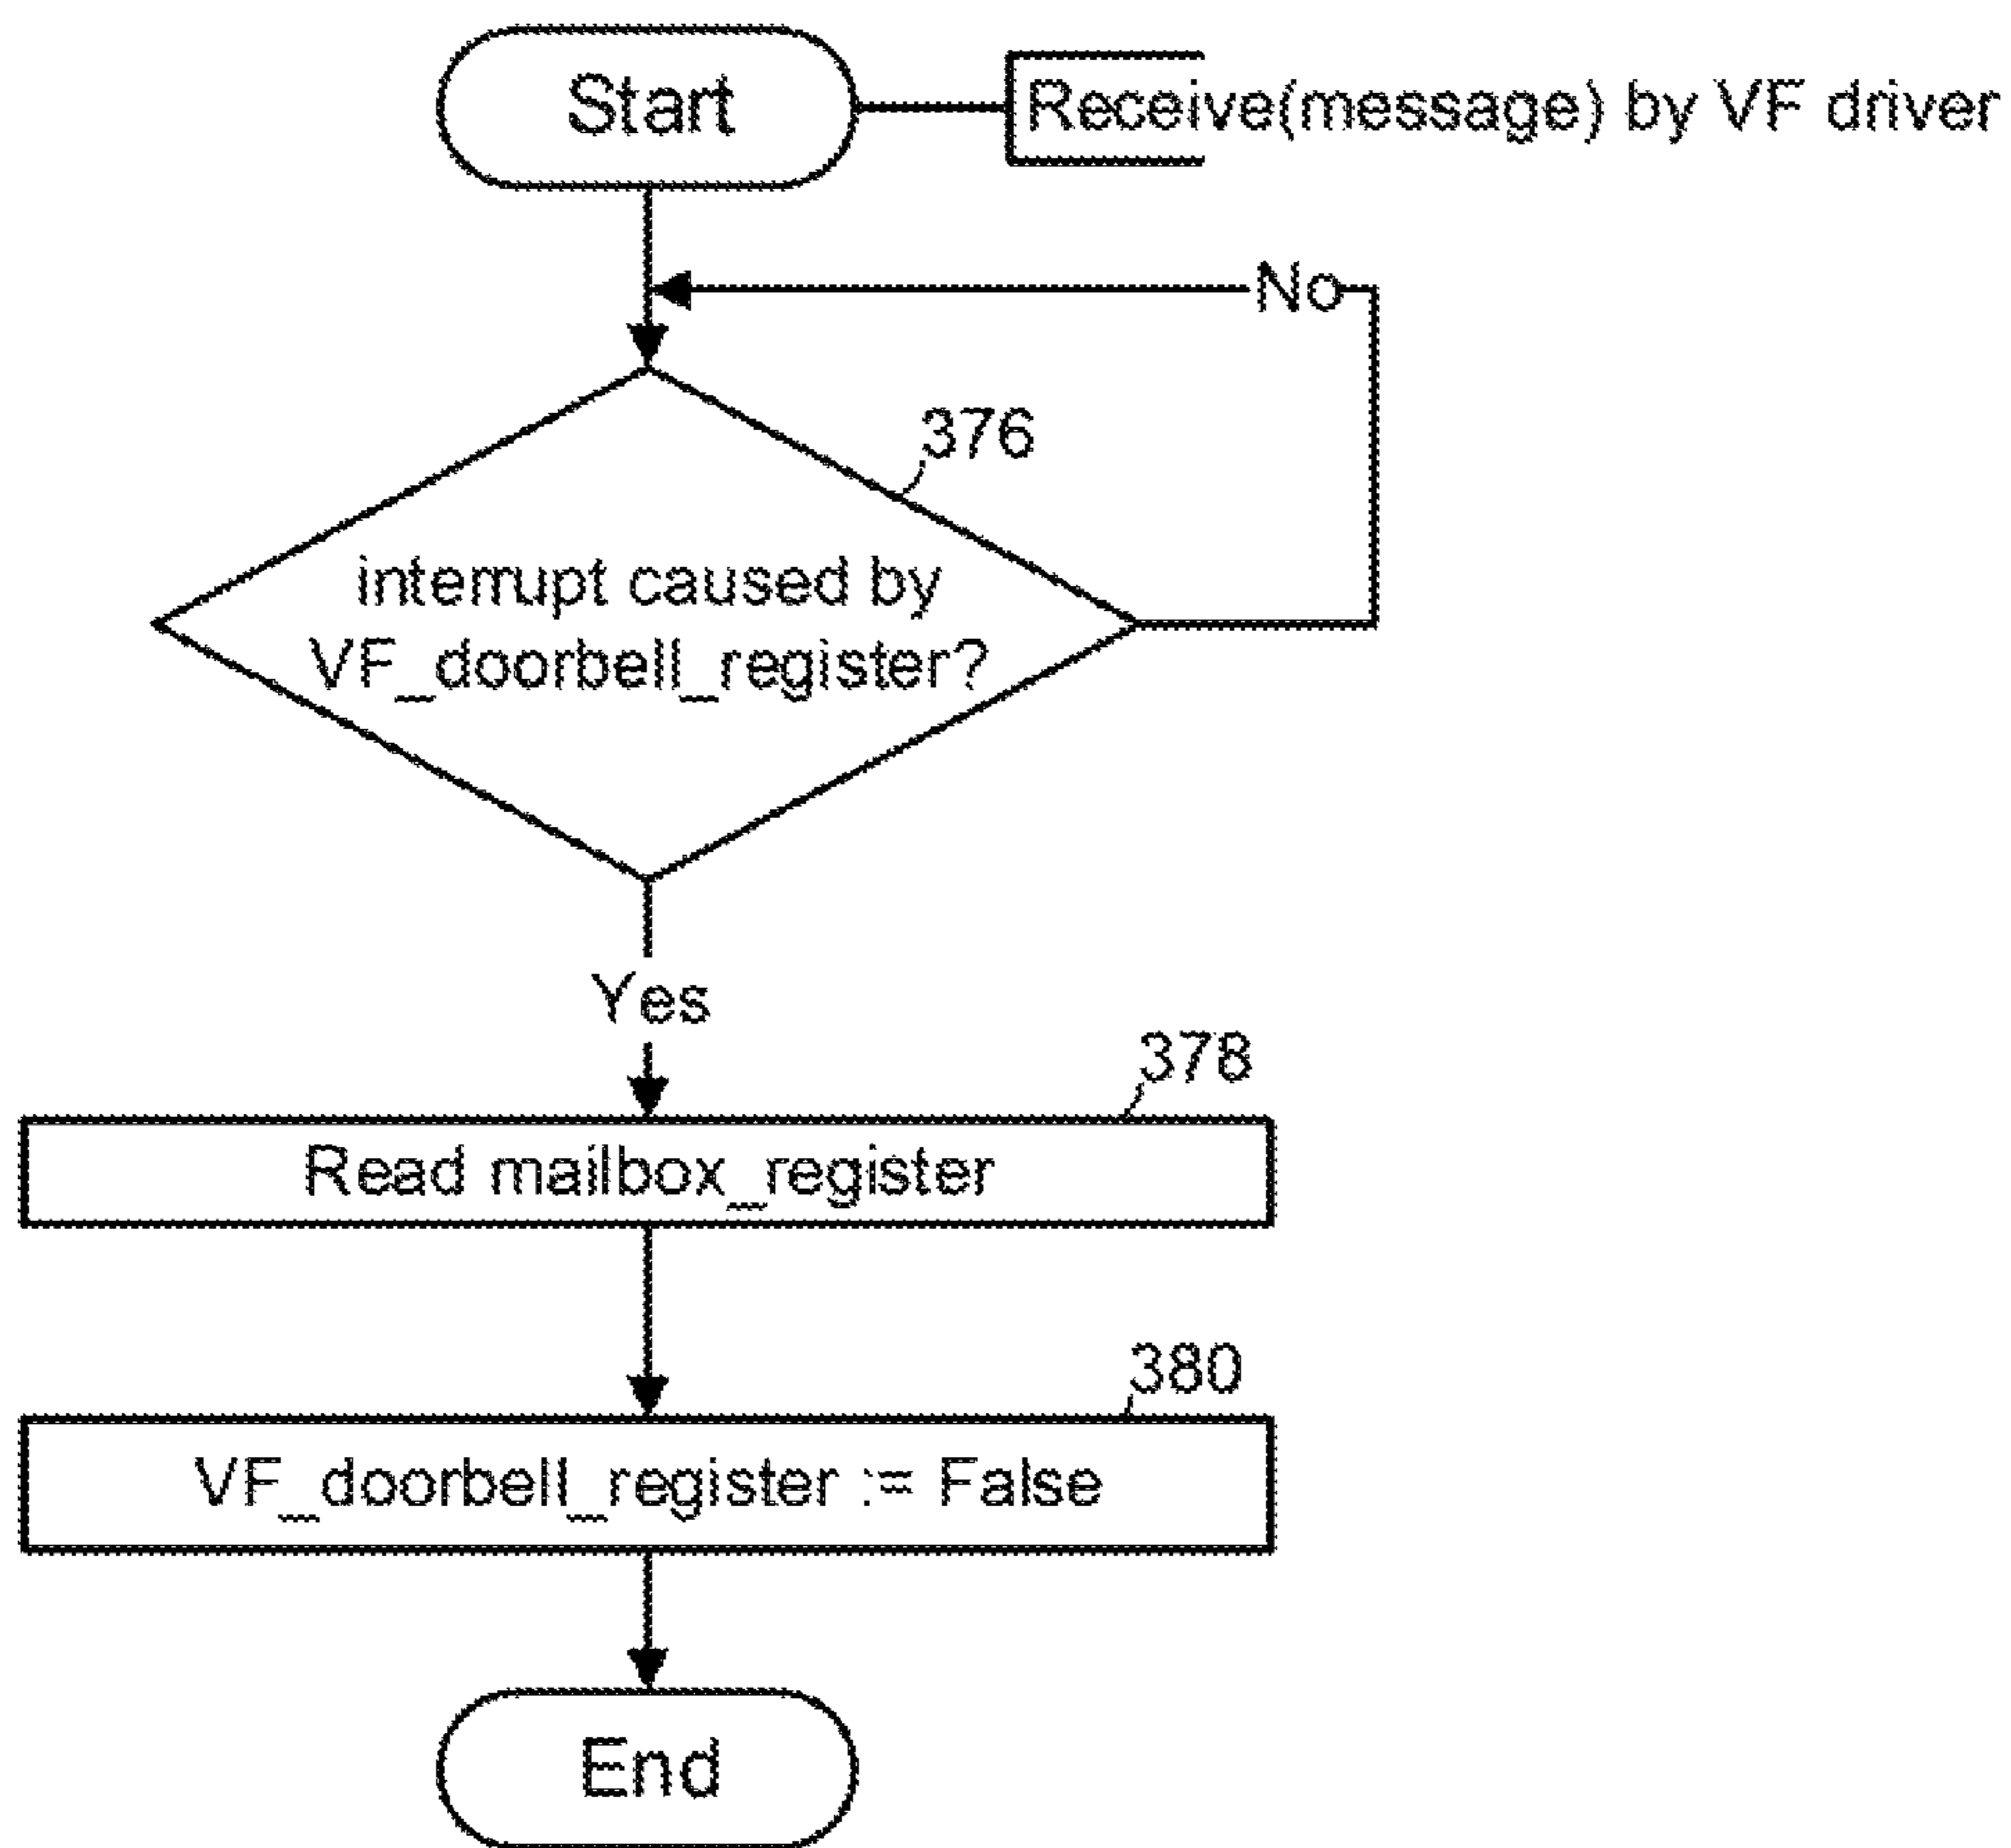 Start
Receive(message) by VF driver
No
376
interrupt caused by
VF_doorbell_register?
Yes
378
Read mailbox_register
380
VF_doorbell_register := False
End